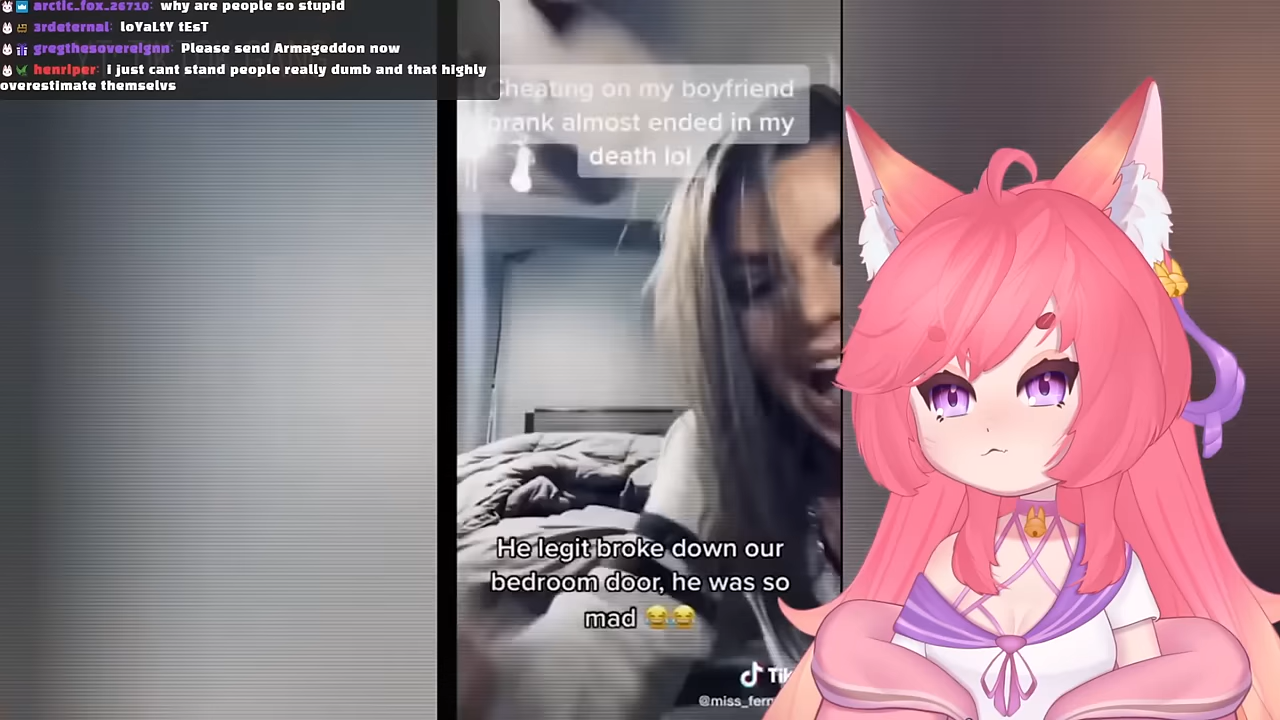 arctic_fox_26710: why are people so stupid
3rdeternal: loYaLtY tEsT
gregthesovereignn: Please send Armageddon now
henriper: I just cant stand people really dumb and that highly
overestimate themselvs
Cheating on my boyfriend
prank almost ended in my
death lol
He legit broke down our
bedroom door, he was so
mad 😂😂
Tik
@miss_fern